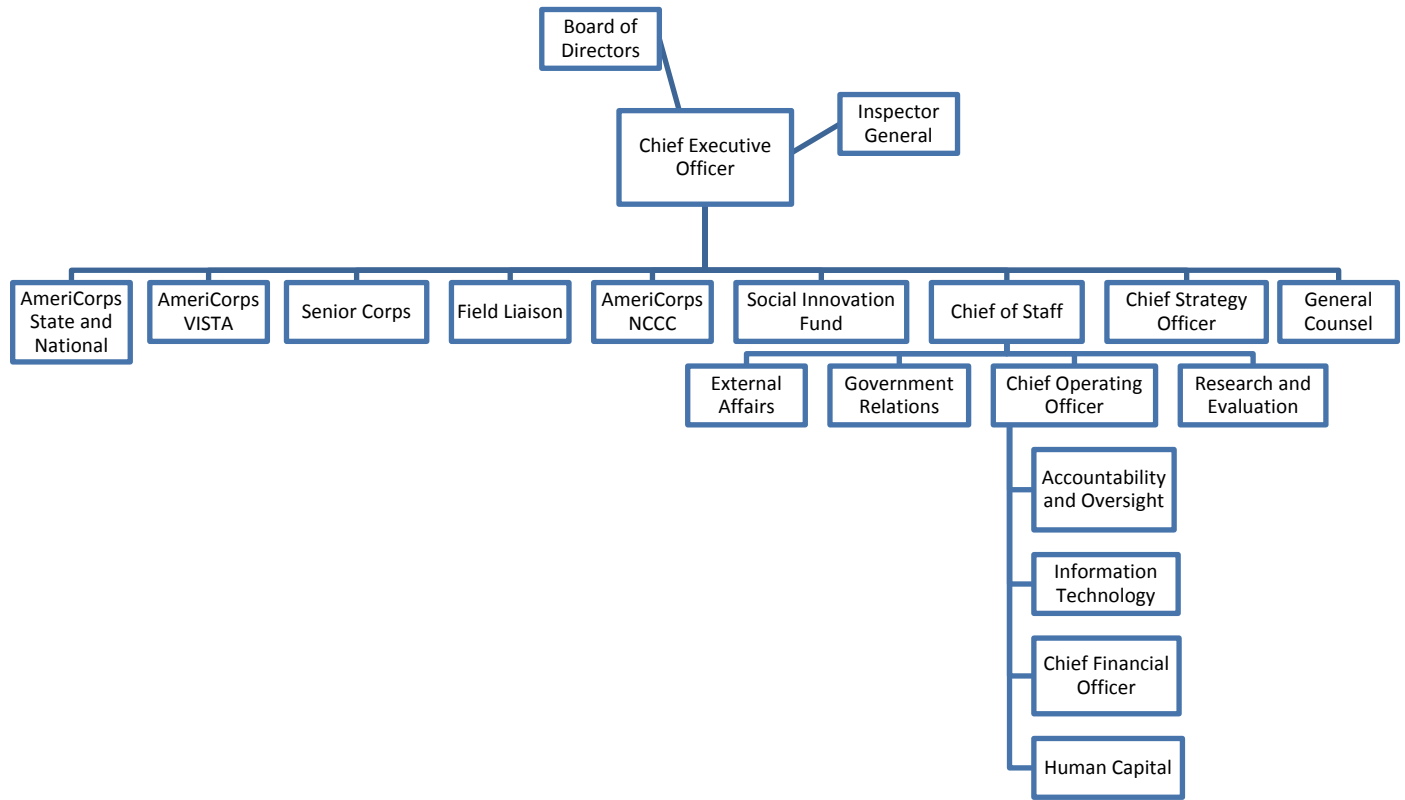 Board of
Directors
Inspector
General
Chief Executive
Officer
AmeriCorps
State and
National
AmeriCorps
VISTA
Senior Corps
Field Liaison
AmeriCorps
NCCC
Social Innovation
Fund
Chief of Staff
Chief Strategy
Officer
General
Counsel
External
Affairs
Government
Relations
Chief Operating
Officer
Research and
Evaluation
Accountability
and Oversight
Information
Technology
Chief Financial
Officer
Human Capital